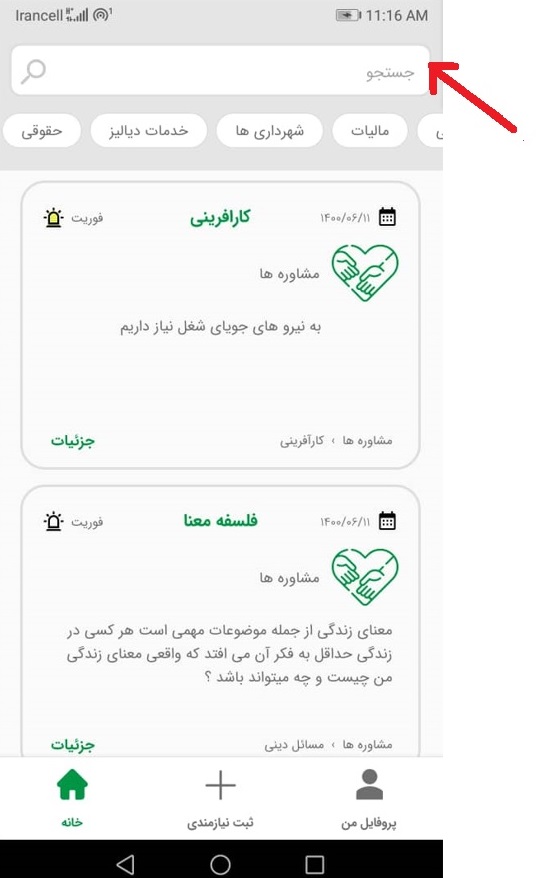 Irancell 11:16 AM
جستجو
ی مالیات شهرداری ها خدمات دیالیز حقوقی
۱۴۰۰/۰۶/۱۱ کارافرینی فوریت
مشاوره ها
به نیرو های جویای شغل نیاز داریم
مشاوره ها › کارآفرینی جزئیات
۱۴۰۰/۰۶/۱۱ فلسفه معنا فوریت
مشاوره ها
معنای زندگی از جمله موضوعات مهمی است هر کسی در
زندگی حداقل به فکر آن می افتد که واقعی معنای زندگی
من چیست و چه میتواند باشد ؟
مشاوره ها › مسائل دینی جزئیات
پروفایل من ثبت نیازمندی خانه